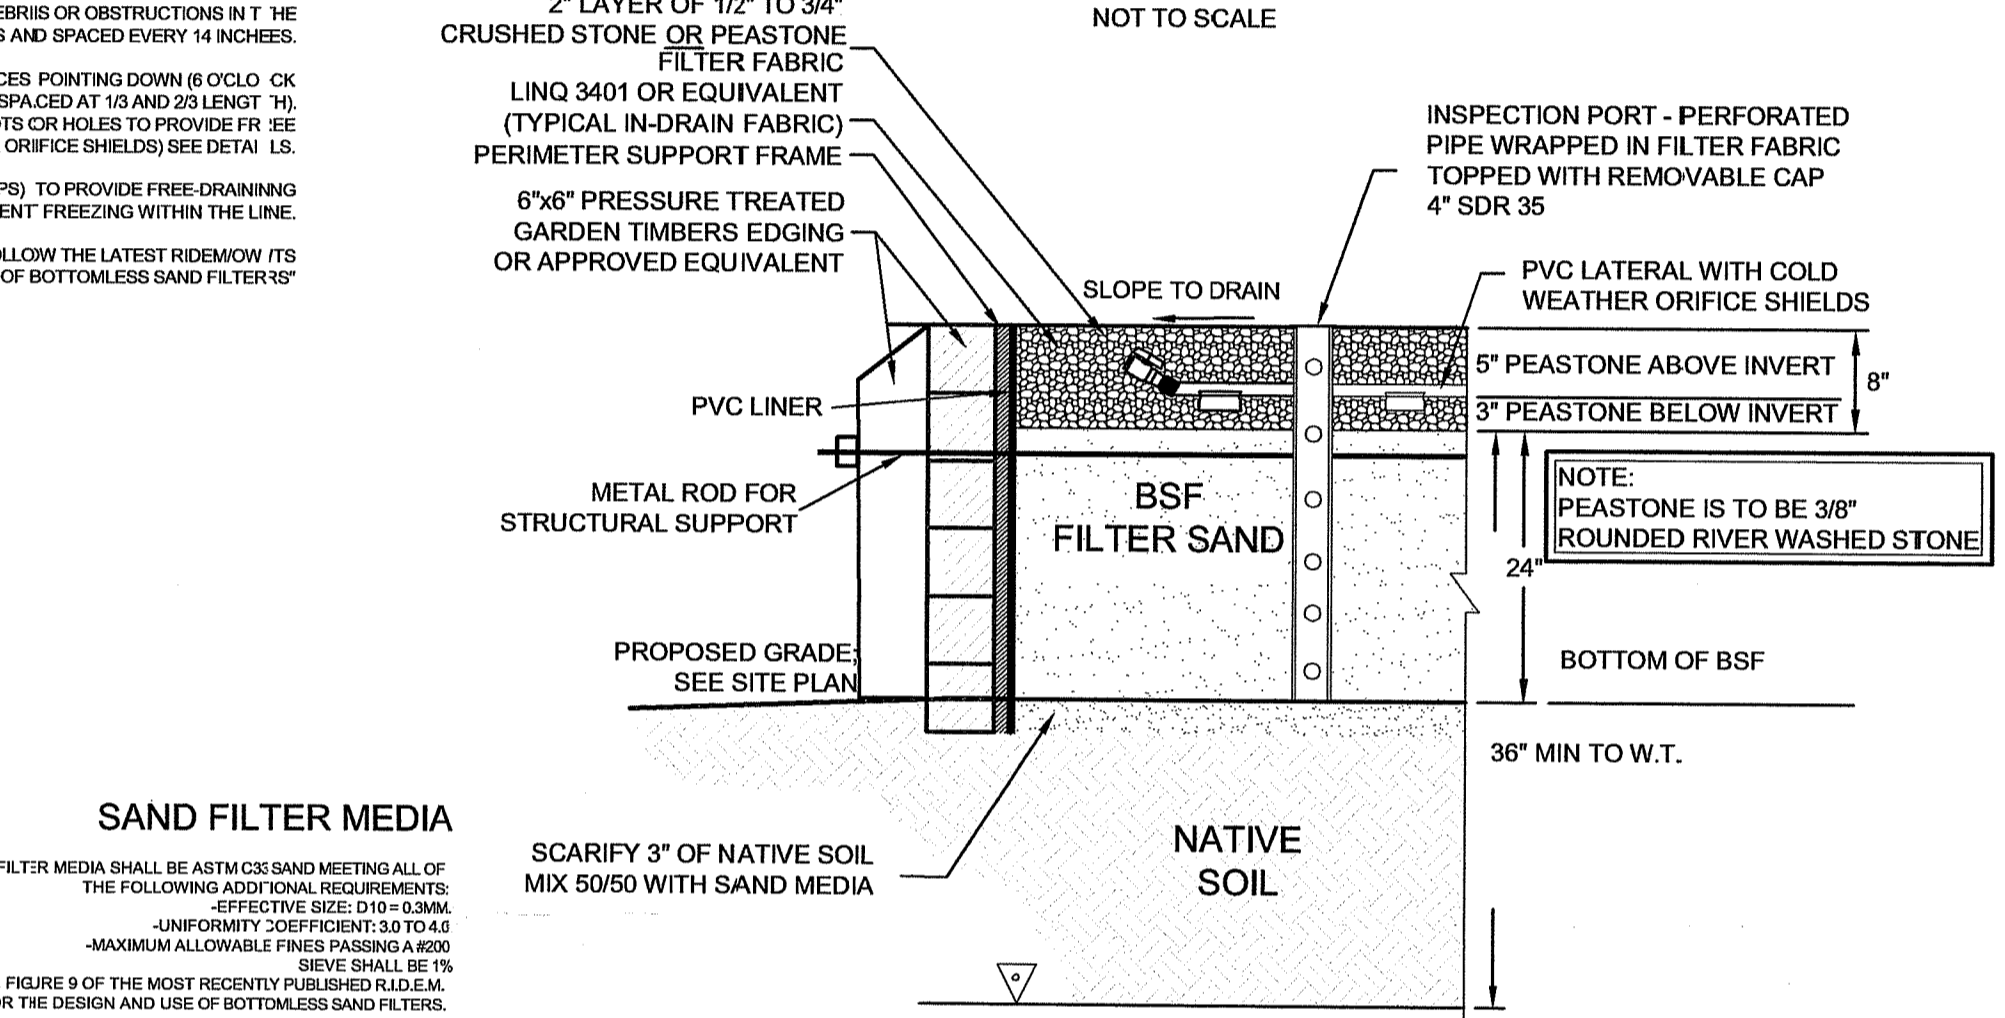 EBRIIS OR OBSTRUCTIONS IN T HE
S AND SPACED EVERY 14 INCHEES.
CES POINTING DOWN (6 O'CLO CK
SPA.CED AT 1/3 AND 2/3 LENGT TH).
TS OR HOLES TO PROVIDE FR EE
ORIIFICE SHIELDS) SEE DETAI LS.
PS) TO PROVIDE FREE-DRAININNG
ENT FREEZING WITHIN THE LINE.
LLOW THE LATEST RIDEM/OW ITS
OF BOTTOMLESS SAND FILTERRS"
2" LAYER OF 1/2" TO 3/4"
CRUSHED STONE OR PEASTONE
FILTER FABRIC
LINQ 3401 OR EQUIVALENT
(TYPICAL IN-DRAIN FABRIC)
PERIMETER SUPPORT FRAME
6"x6" PRESSURE TREATED
GARDEN TIMBERS EDGING
OR APPROVED EQUIVALENT
PVC LINER
METAL ROD FOR
STRUCTURAL SUPPORT
PROPOSED GRADE;
SEE SITE PLAN
SCARIFY 3" OF NATIVE SOIL
MIX 50/50 WITH SAND MEDIA
NOT TO SCALE
SLOPE TO DRAIN
BSF
FILTER SAND
NATIVE
SOIL
INSPECTION PORT - PERFORATED
PIPE WRAPPED IN FILTER FABRIC
TOPPED WITH REMOVABLE CAP
4" SDR 35
PVC LATERAL WITH COLD
WEATHER ORIFICE SHIELDS
5" PEASTONE ABOVE INVERT
8"
3" PEASTONE BELOW INVERT
NOTE:
PEASTONE IS TO BE 3/8"
ROUNDED RIVER WASHED STONE
24"
BOTTOM OF BSF
36" MIN TO W.T.
SAND FILTER MEDIA
FILTER MEDIA SHALL BE ASTM C33 SAND MEETING ALL OF
THE FOLLOWING ADDITIONAL REQUIREMENTS:
-EFFECTIVE SIZE: D10 = 0.3MM.
-UNIFORMITY COEFFICIENT: 3.0 TO 4.0
-MAXIMUM ALLOWABLE FINES PASSING A #200
SIEVE SHALL BE 1%
FIGURE 9 OF THE MOST RECENTLY PUBLISHED R.I.D.E.M.
OR THE DESIGN AND USE OF BOTTOMLESS SAND FILTERS.